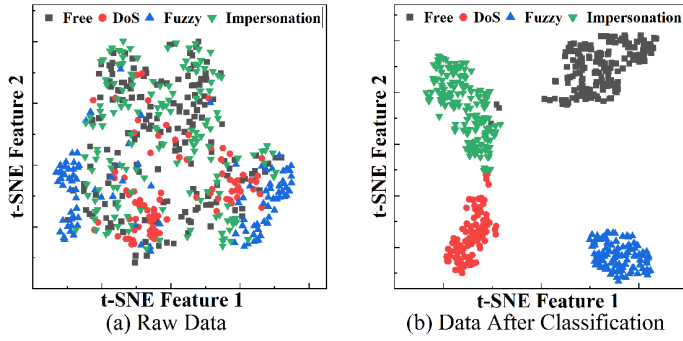 Free DoS Fuzzy Impersonation
t-SNE Feature 2
t-SNE Feature 1
(a) Raw Data
Free DoS Fuzzy Impersonation
t-SNE Feature 2
t-SNE Feature 1
(b) Data After Classification